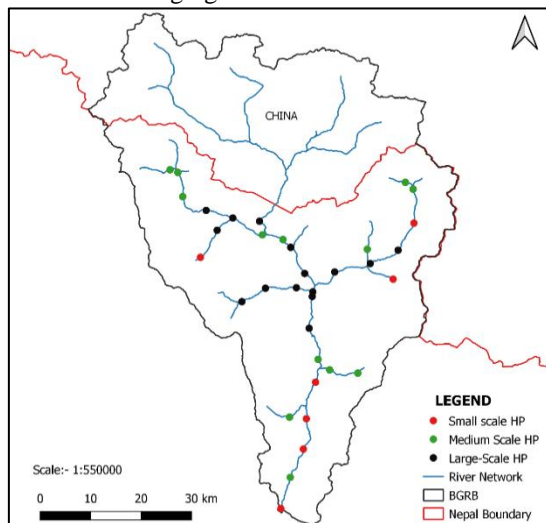 CHINA
LEGEND
Small scale HP
Medium Scale HP
Large-Scale HP
River Network
BGRB
Nepal Boundary
Scale:- 1:550000
0 10 20 30 km